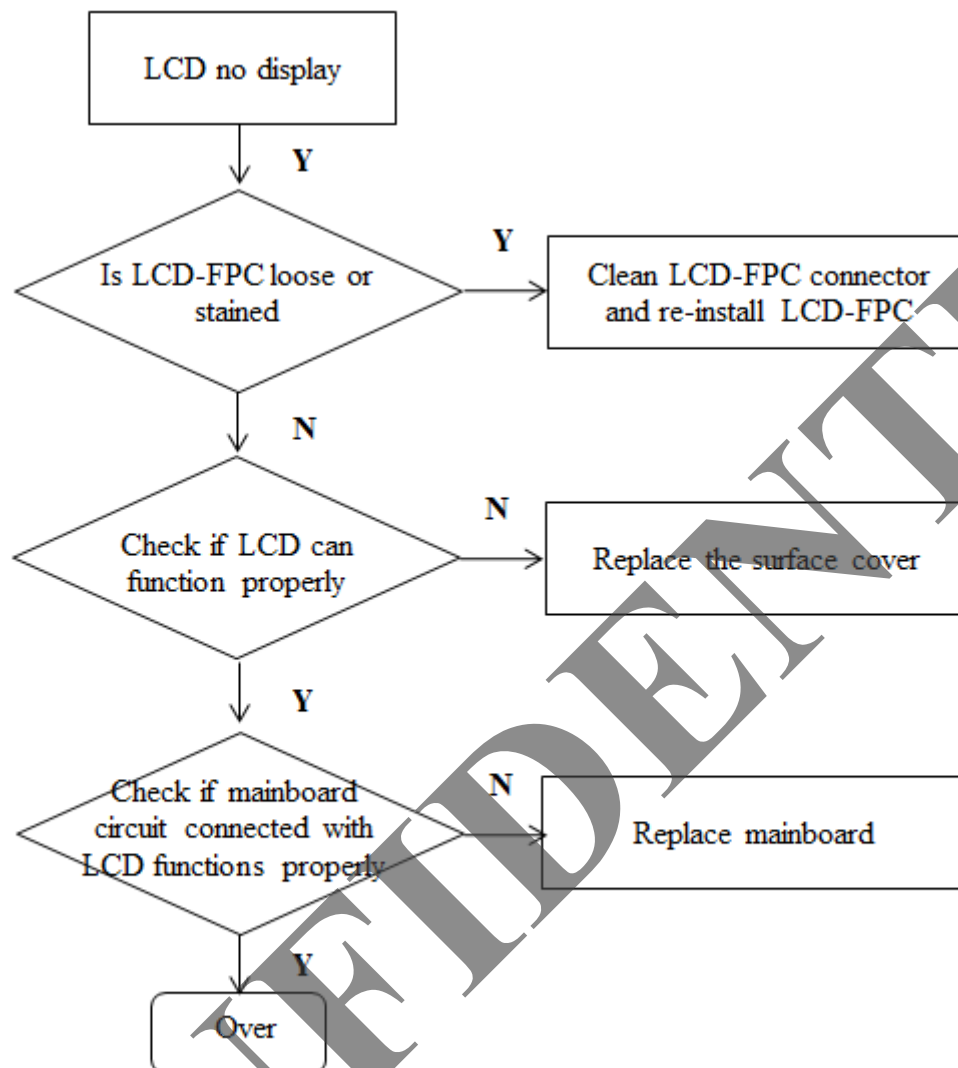 LCD no display
Y
Is LCD-FPC loose or
stained
Y
Clean LCD-FPC connector
and re-install LCD-FPC
N
Check if LCD can
function properly
N
Replace the surface cover
Y
Check if mainboard
circuit connected with
LCD functions properly
N
Replace mainboard
Y
Over
FIDENT